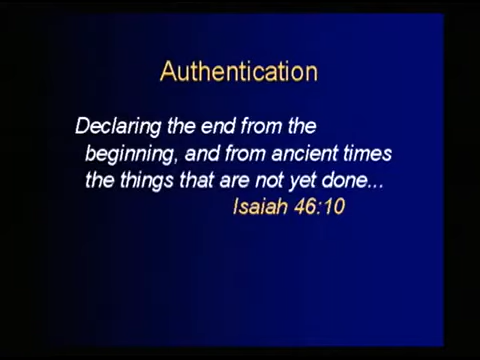 Authentication
Declaring the end from the
beginning, and from ancient times
the things that are not yet done...
Isaiah 46:10